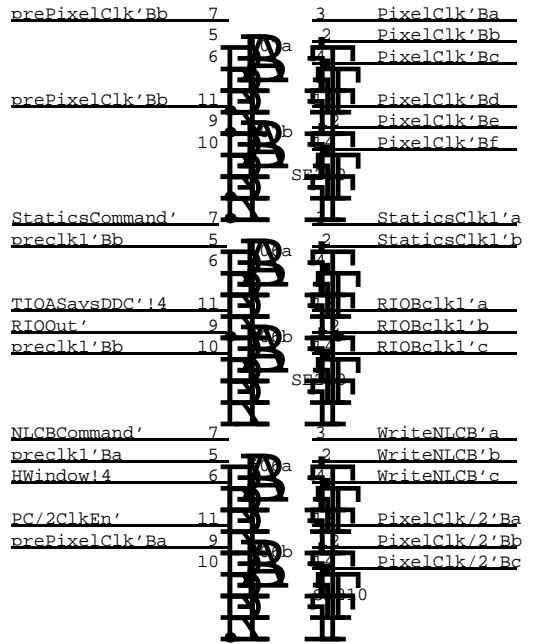 prePixelClk'Bb 7 3 PixelClk'Ba
5 2 PixelClk'Bb
6 PixelClk'Bc
prePixelClk'Bb 11 PixelClk'Bd
9 PixelClk'Be
10 PixelClk'Bf
StaticsCommand' 7 StaticsClk1'a
preclk1'Bb 5 2 StaticsClk1'b
6
TIOASavsDDC'!4 11 RIOBclk1'a
RIOOut' 9 RIOBclk1'b
preclk1'Bb 10 RIOBclk1'c
NLCBCommand' 7 3 WriteNLCB'a
preclk1'Ba 5 2 WriteNLCB'b
HWindow!4 6 WriteNLCB'c
PC/2ClkEn' 11 PixelClk/2'Ba
prePixelClk'Ba 9 PixelClk/2'Bb
10 PixelClk/2'Bc